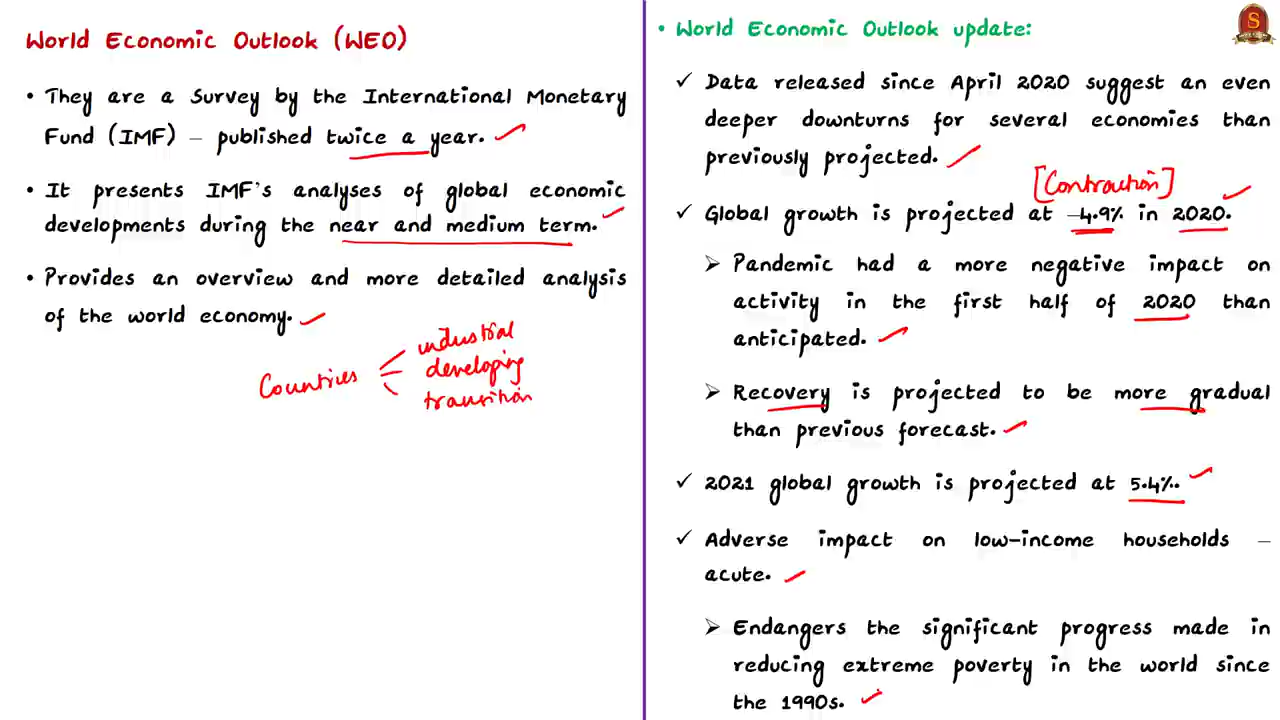 World Economic Outlook (WEO)
• They are a Survey by the International Monetary
Fund (IMF) – published twice a year.
• It presents IMF's analyses of global economic
developments during the near and medium term.
• Provides an overview and more detailed analysis
of the world economy.
Countries
industrial
developing
transition
• World Economic Outlook update:
✓ Data released since April 2020 suggest an even
deeper downturns for several economies than
previously projected.
[Contraction]
✓ Global growth is projected at –4.9% in 2020.
➢ Pandemic had a more negative impact on
activity in the first half of 2020 than
anticipated.
➢ Recovery is projected to be more gradual
than previous forecast.
✓ 2021 global growth is projected at 5.4%.
✓ Adverse impact on low-income households –
acute.
➢ Endangers the significant progress made in
reducing extreme poverty in the world since
the 1990s.
S